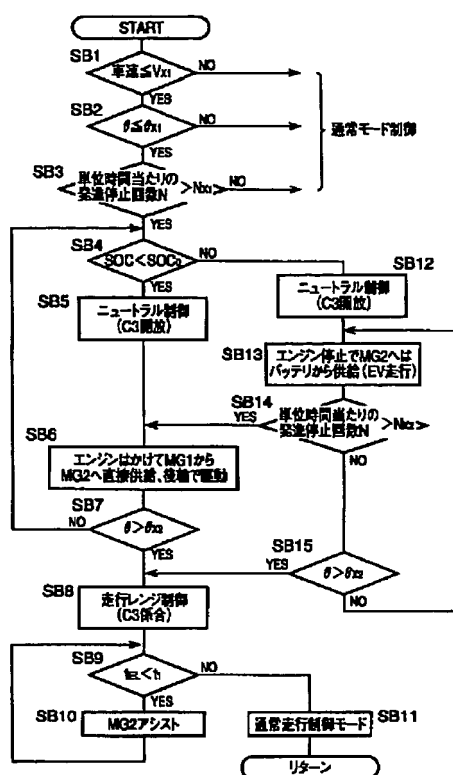 START
SB1
車速≦Vx1
NO
YES
SB2
θ≦θx1
NO
YES
通常モード制御
SB3
単位時間当たりの
発進停止回数N
>Nx1
NO
YES
SB4
SOC<SOC₀
NO
YES
SB5
ニュートラル制御
(C3開放)
SB12
ニュートラル制御
(C3開放)
SB13
エンジン停止でMG2へは
バッテリから供給(EV走行)
SB14
YES
単位時間当たりの
発進停止回数N
>Nx2
NO
SB6
エンジンはかけてMG1から
MG2へ直接供給、後輪で駆動
SB7
NO
θ>θx2
YES
SB15
YES
θ>θx2
NO
SB8
走行レンジ制御
(C3係合)
SB9
NO
YES
SB10
MG2アシスト
通常走行制御モード
SB11
リターン